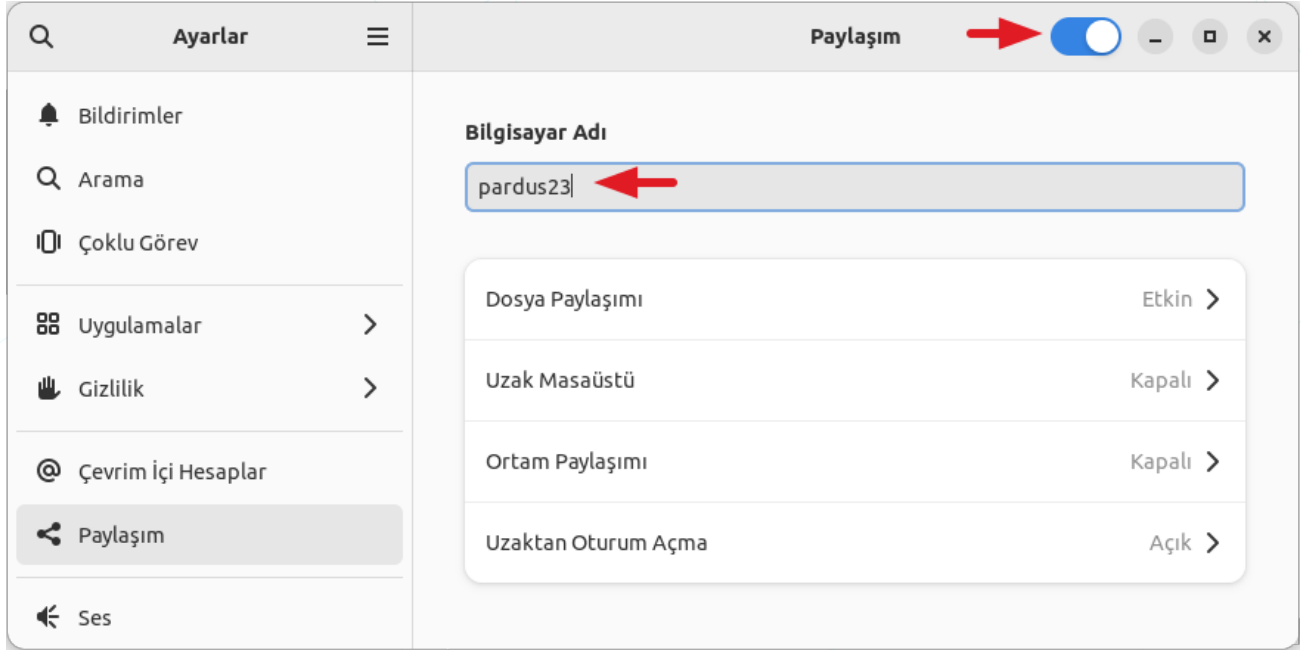 Ayarlar
Paylaşım
Bildirimler
Arama
Çoklu Görev
Uygulamalar
Gizlilik
Çevrim İçi Hesaplar
Paylaşım
Ses
Bilgisayar Adı
pardus23
Dosya Paylaşımı Etkin
Uzak Masaüstü Kapalı
Ortam Paylaşımı Kapalı
Uzaktan Oturum Açma Açık